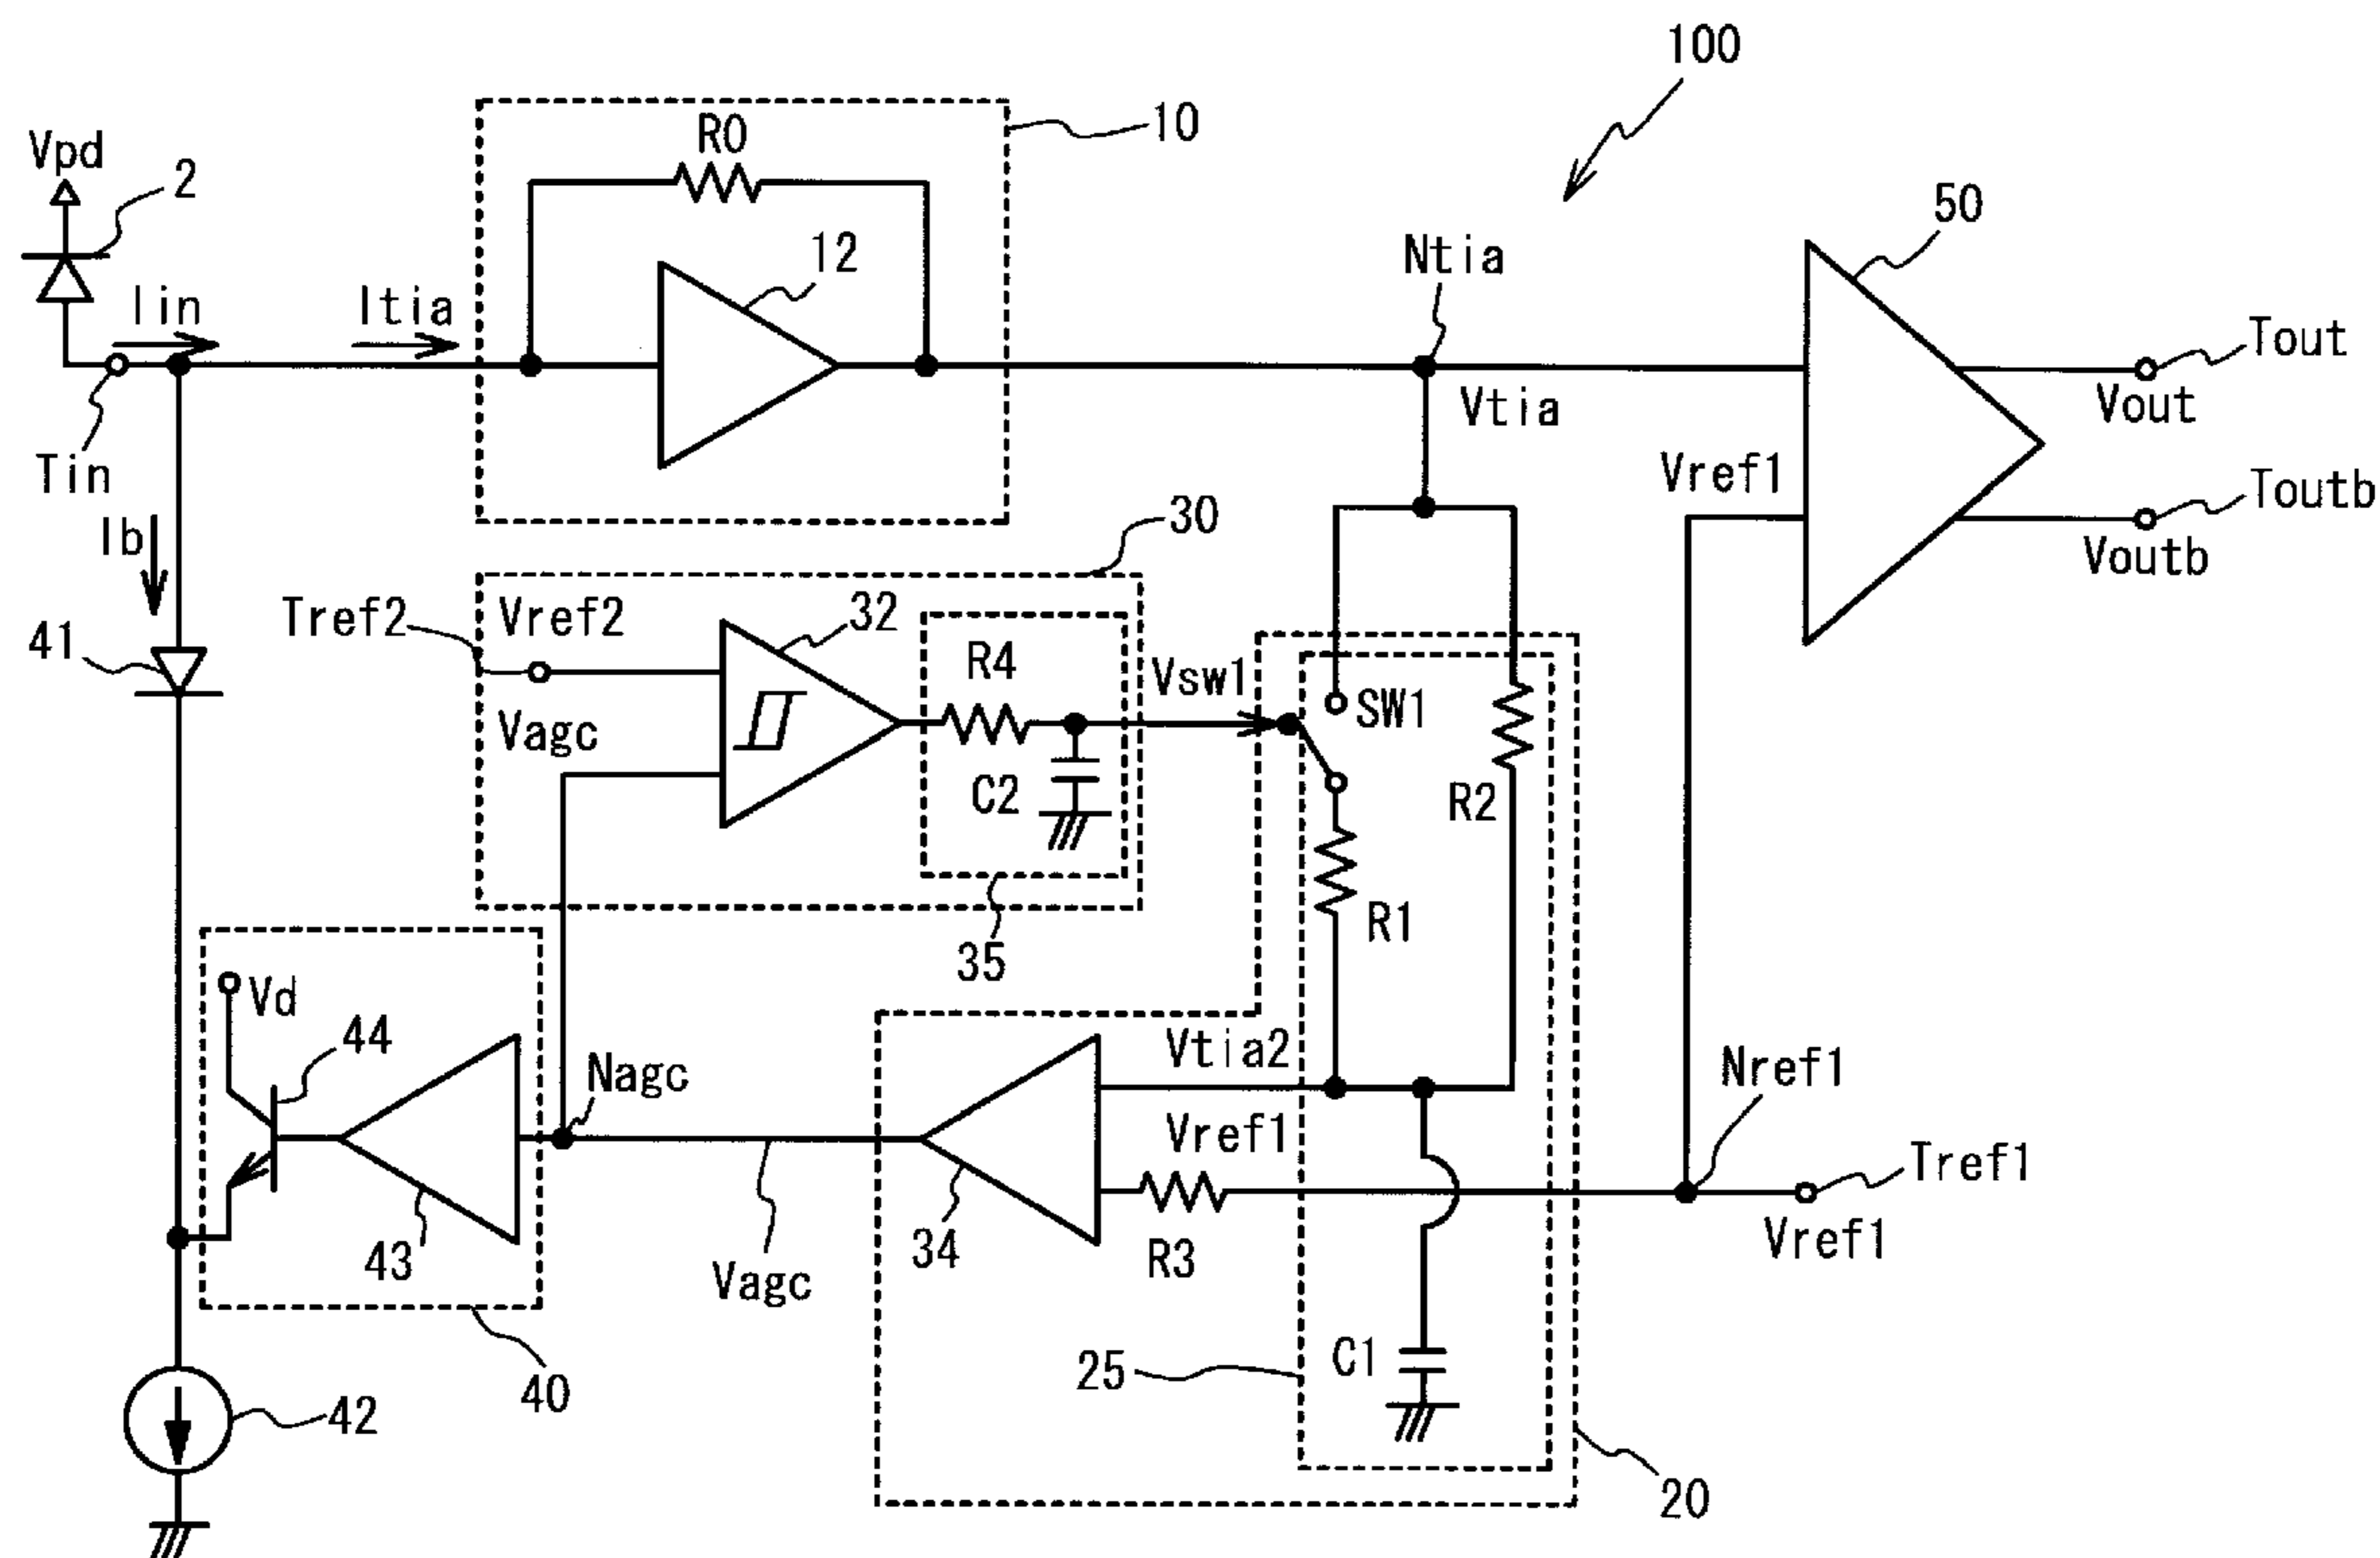 100
10
R0
Vpd
2
50
12
Ntia
Iin
Itia
Tout
Vtia
Vout
Tin
Vref1
Toutb
30
Ib
Voutb
Tref2
Vref2
32
41
R4
Vsw1
SW1
Vagc
C2
R2
R1
35
Vd
44
Nagc
Vtia2
Nref1
Vref1
Tref1
34
43
R3
Vref1
Vagc
C1
25
40
42
20